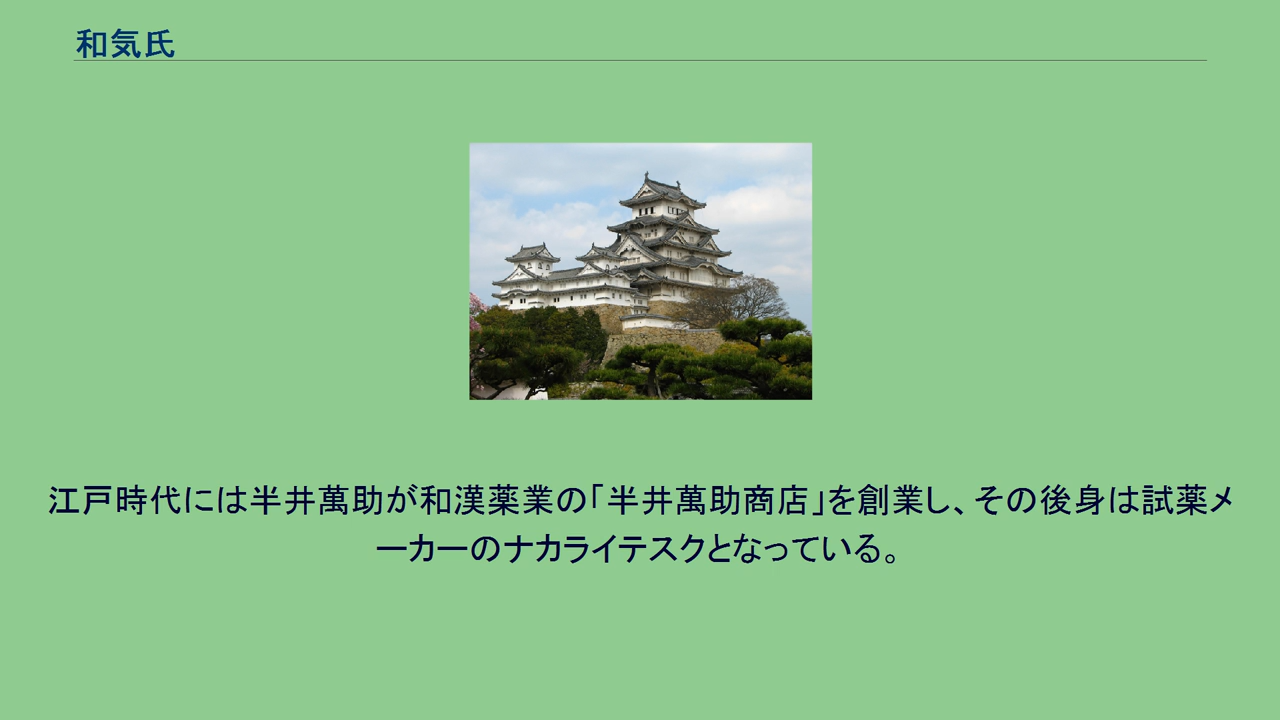 和気氏
江戸時代には半井萬助が和漢薬業の「半井萬助商店」を創業し、その後身は試薬メ
ーカーのナカライテスクとなっている。